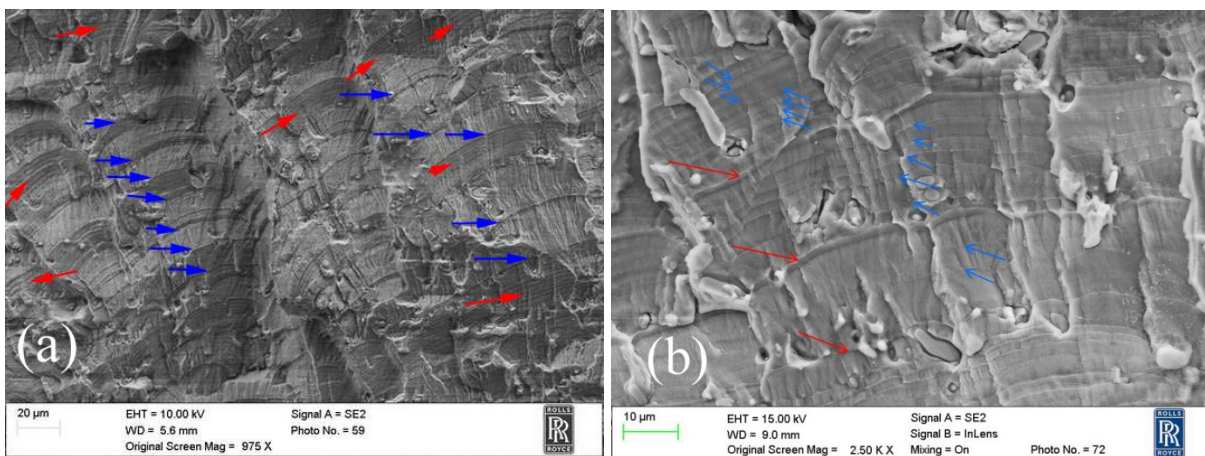 (a)
20 µm
EHT = 10.00 kV
WD = 5.6 mm
Original Screen Mag = 975 X
Signal A = SE2
Photo No. = 59
ROLLS
RR
ROYCE
(b)
10 µm
EHT = 15.00 kV
WD = 9.0 mm
Original Screen Mag = 2.50 K X
Signal A = SE2
Signal B = InLens
Mixing = On
Photo No. = 72
ROLLS
RR
ROYCE